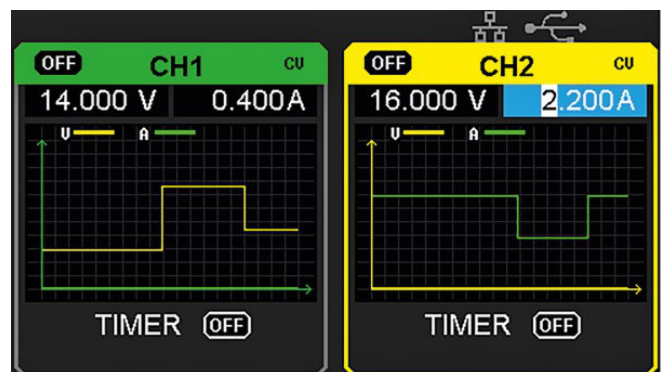 OFF CH1 CV
14.000 V 0.400A
V A
TIMER OFF
OFF CH2 CV
16.000 V 2.200A
V A
TIMER OFF